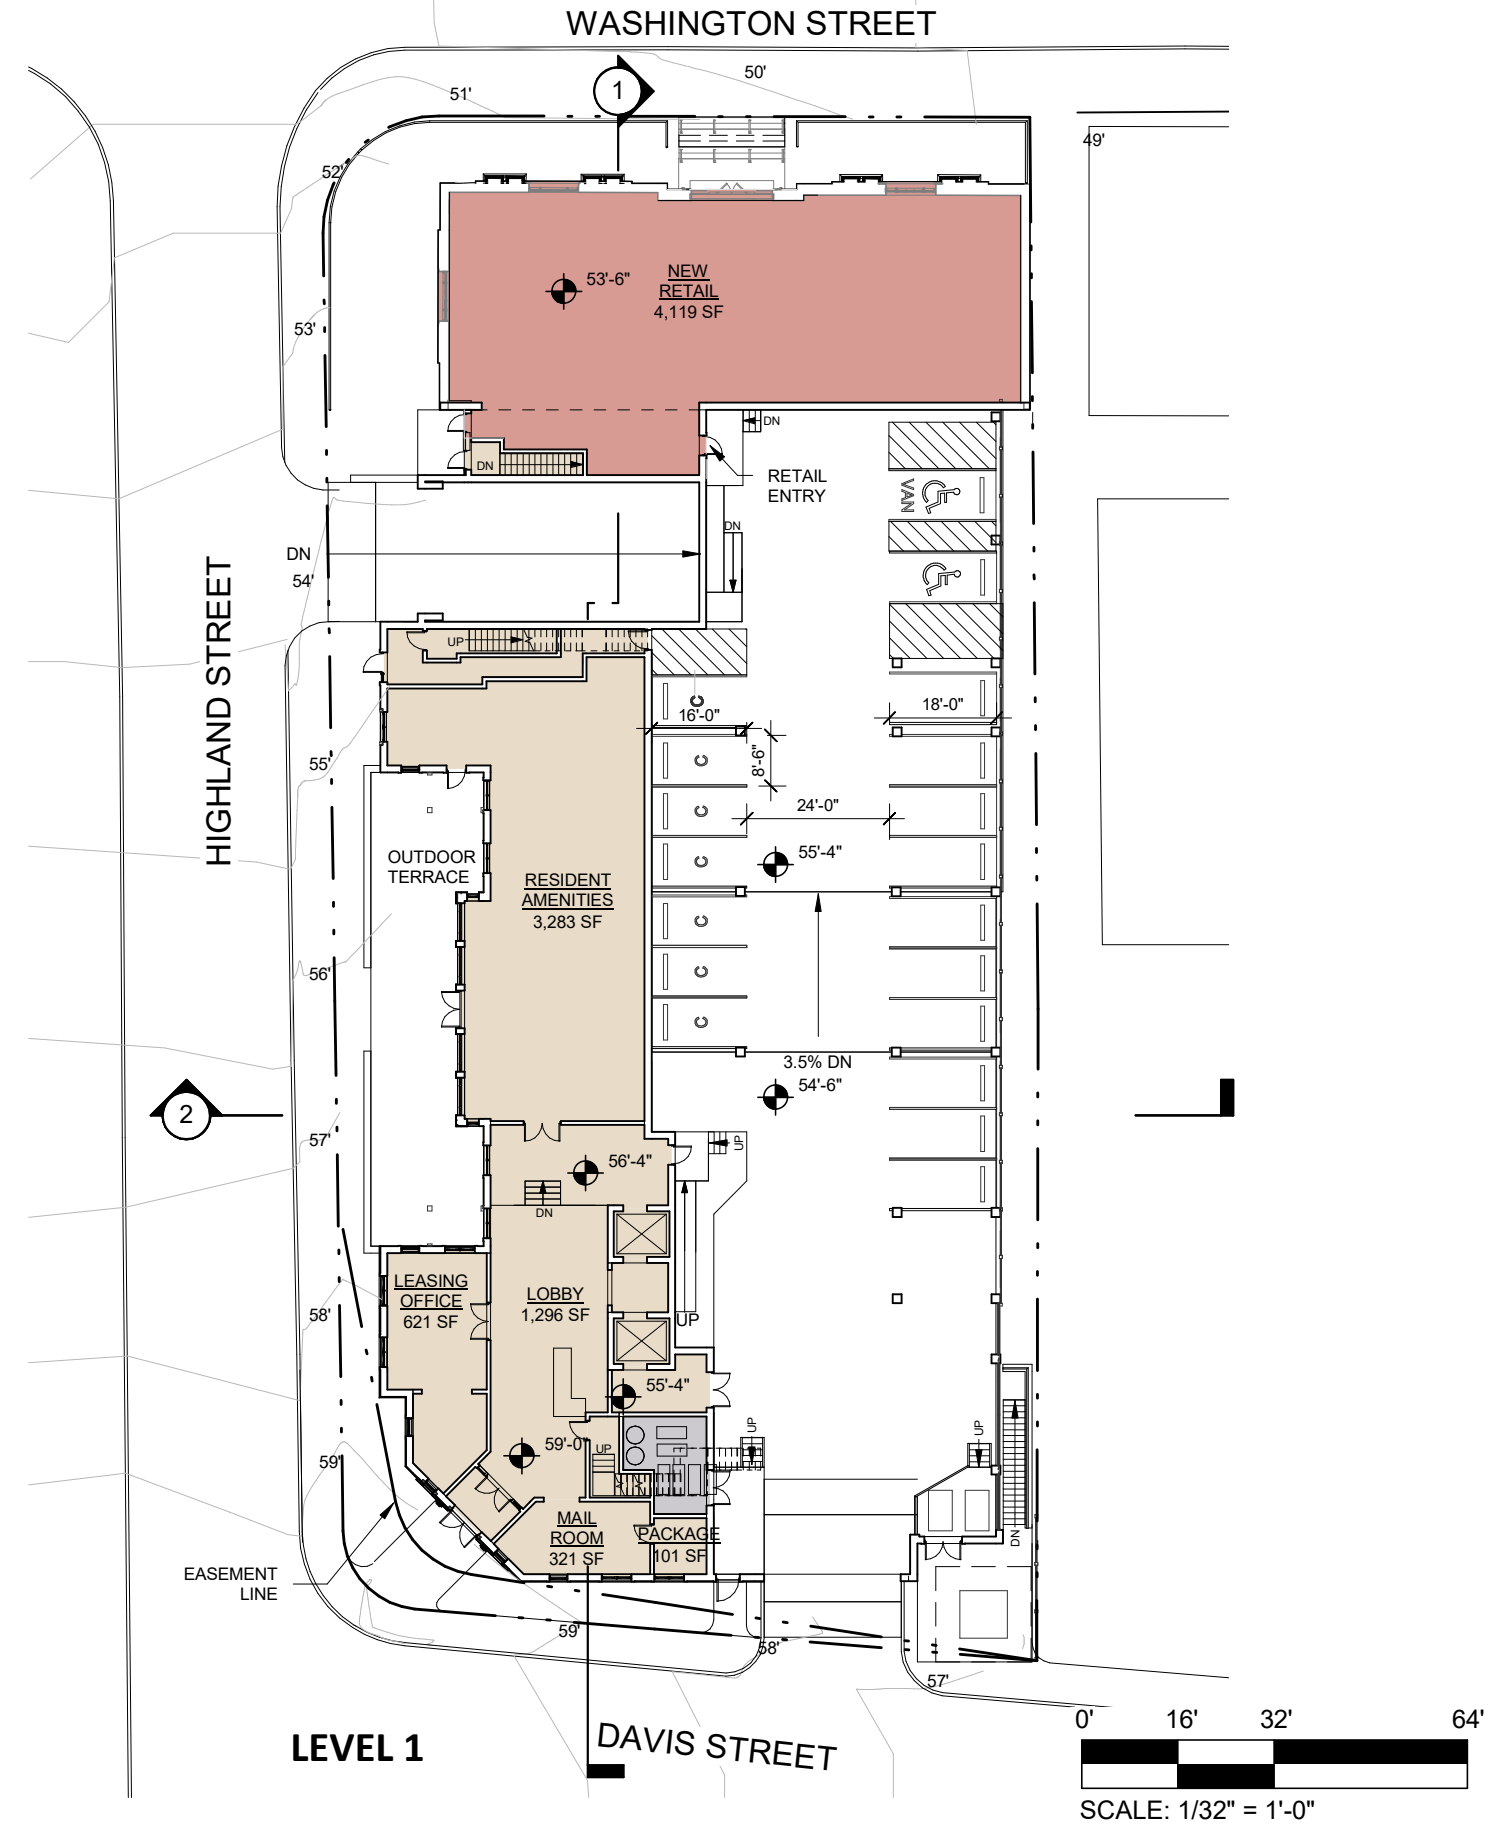 WASHINGTON STREET
1
50'
51'
49'
52'
53'-6"
NEW
RETAIL
4,119 SF
53'
DN
DN
RETAIL
ENTRY
VAN
DN
DN
54'
HIGHLAND STREET
UP
C
16'-0"
18'-0"
8'-6"
C
55'
24'-0"
C
OUTDOOR
TERRACE
55'-4"
C
RESIDENT
AMENITIES
3,283 SF
C
56'
C
C
3.5% DN
54'-6"
2
57'
UP
56'-4"
DN
LEASING
OFFICE
621 SF
LOBBY
1,296 SF
58'
UP
55'-4"
59'-0"
UP
UP
UP
59'
MAIL
ROOM
321 SF
PACKAGE
101 SF
DN
EASEMENT
LINE
59'
58'
57'
LEVEL 1
DAVIS STREET
0' 16' 32' 64'
SCALE: 1/32" = 1'-0"